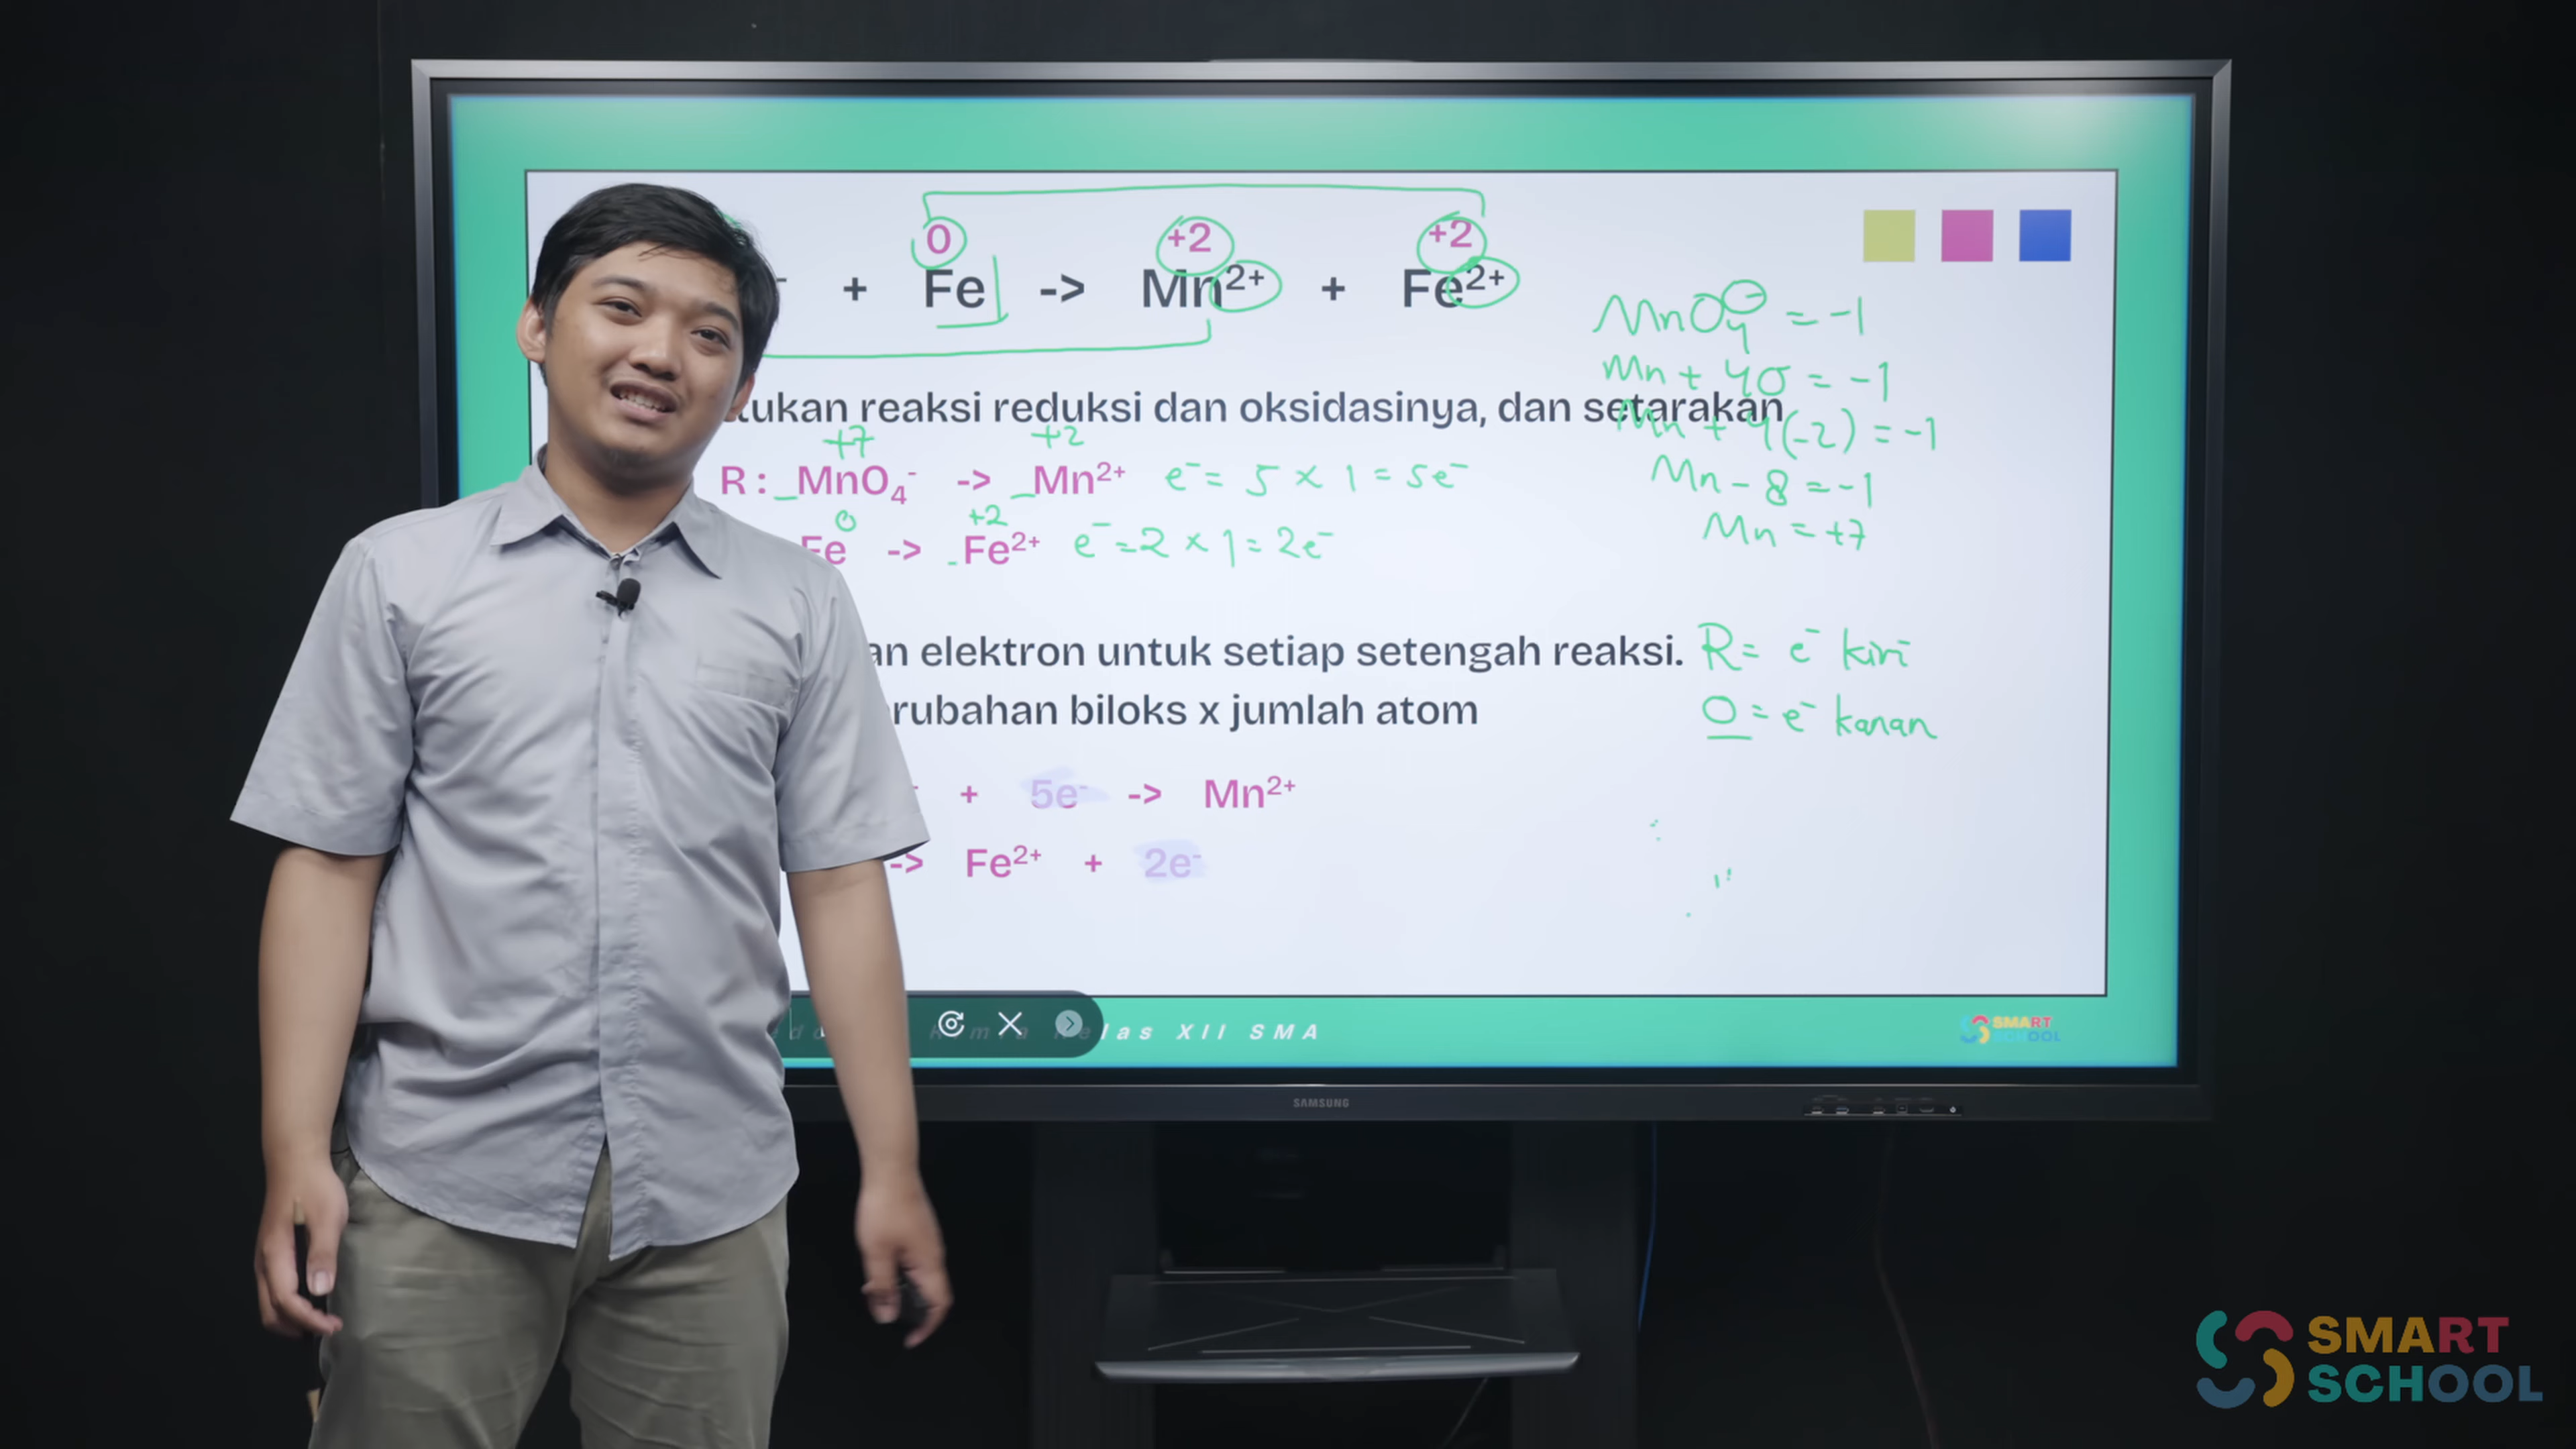 0 +2 +2
- + Fe -> Mn²⁺ + Fe²⁺
MnO₄⁻ = -1
Mn + 4O = -1
tukan reaksi reduksi dan oksidasinya, dan setarakan
Mn + 4(-2) = -1
+7 +2
R : _MnO₄⁻ -> _Mn²⁺ e⁻ = 5 x 1 = 5e⁻
Mn - 8 = -1
0 +2
Fe -> -Fe²⁺ e⁻ = 2 x 1 = 2e⁻
Mn = +7
an elektron untuk setiap setengah reaksi. R = e⁻ kiri
rubahan biloks x jumlah atom
O = e⁻ kanan
- + 5e⁻ -> Mn²⁺
-> Fe²⁺ + 2e⁻
las XII SMA
SMART
SCHOOL
SAMSUNG
SMART
SCHOOL